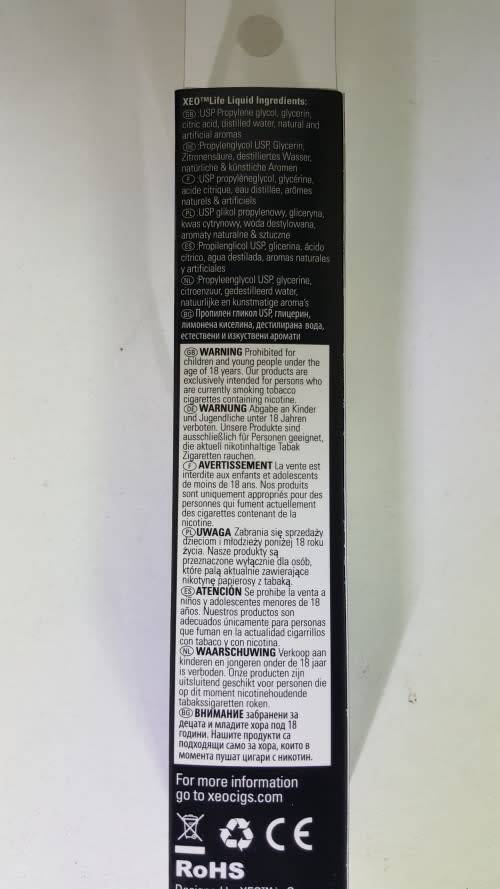 XEO™Life Liquid Ingredients:
GB :USP Propylene glycol, glycerin,
citric acid, distilled water, natural and
artificial aromas
DE :Propylenglycol USP, Glycerin,
Zitronensäure, destilliertes Wasser,
natürliche & künstliche Aromen
F :USP propylèneglycol, glycérine,
acide citrique, eau distillée, arômes
naturels & artificiels
PL :USP glikol propylenowy, gliceryna,
kwas cytrynowy, woda destylowana,
aromaty naturalne & sztuczne
ES :Propilenglicol USP, glicerina, ácido
cítrico, agua destilada, aromas naturales
y artificiales
NL :Propyleenglycol USP, glycerine,
citroenzuur, gedestilleerd water,
natuurlijke en kunstmatige aroma's
BG Пропилен гликол USP, глицерин,
лимонена киселина, дестилирана вода,
естествени и изкуствени аромати
GB WARNING Prohibited for
children and young people under the
age of 18 years. Our products are
exclusively intended for persons who
are currently smoking tobacco
cigarettes containing nicotine.
DE WARNUNG Abgabe an Kinder
und Jugendliche unter 18 Jahren
verboten. Unsere Produkte sind
ausschließlich für Personen geeignet,
die aktuell nikotinhaltige Tabak
Zigaretten rauchen.
F AVERTISSEMENT La vente est
interdite aux enfants et adolescents
de moins de 18 ans. Nos produits
sont uniquement appropriés pour des
personnes qui fument actuellement
des cigarettes contenant de la
nicotine.
PL UWAGA Zabrania się sprzedaży
dzieciom i młodzieży poniżej 18 roku
życia. Nasze produkty są
przeznaczone wyłącznie dla osób,
które palą aktualnie zawierające
nikotynę papierosy z tabaką.
ES ATENCIÓN Se prohibe la venta a
niños y adolescentes menores de 18
años. Nuestros productos son
adecuados únicamente para personas
que fuman en la actualidad cigarrillos
con tabaco y con nicotina.
NL WAARSCHUWING Verkoop aan
kinderen en jongeren onder de 18 jaar
is verboden. Onze producten zijn
uitsluitend geschikt voor personen die
op dit moment nicotinehoudende
tabakssigaretten roken.
BG ВНИМАНИЕ забранени за
децата и младите хора под 18
години. Нашите продукти са
подходящи само за хора, които в
момента пушат цигари с никотин.
For more information
go to xeocigs.com
CE
RoHS